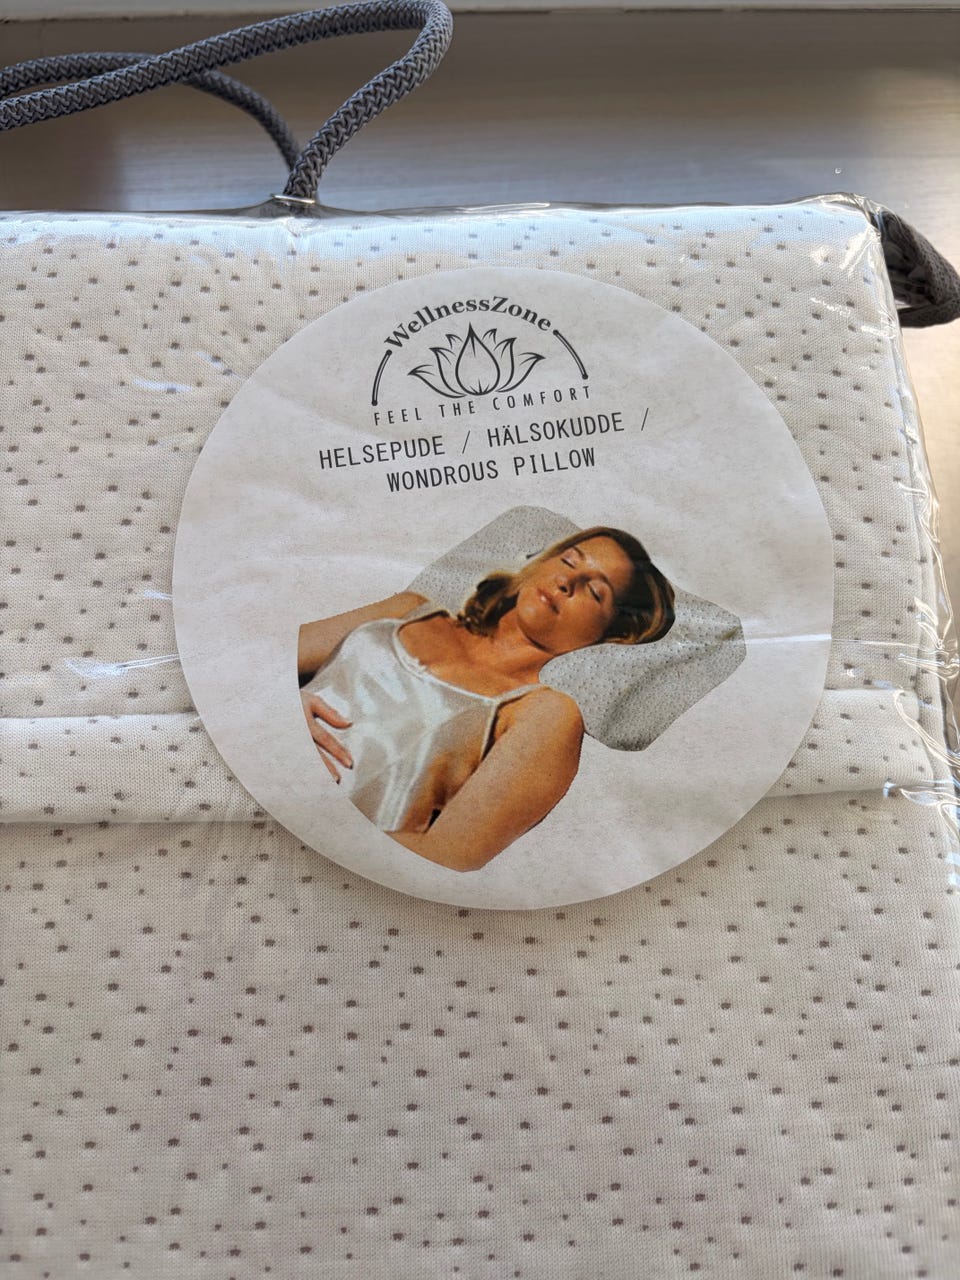 WellnessZone
FEEL THE COMFORT
HELSEPUDE / HÄLSOKUDDE /
WONDROUS PILLOW